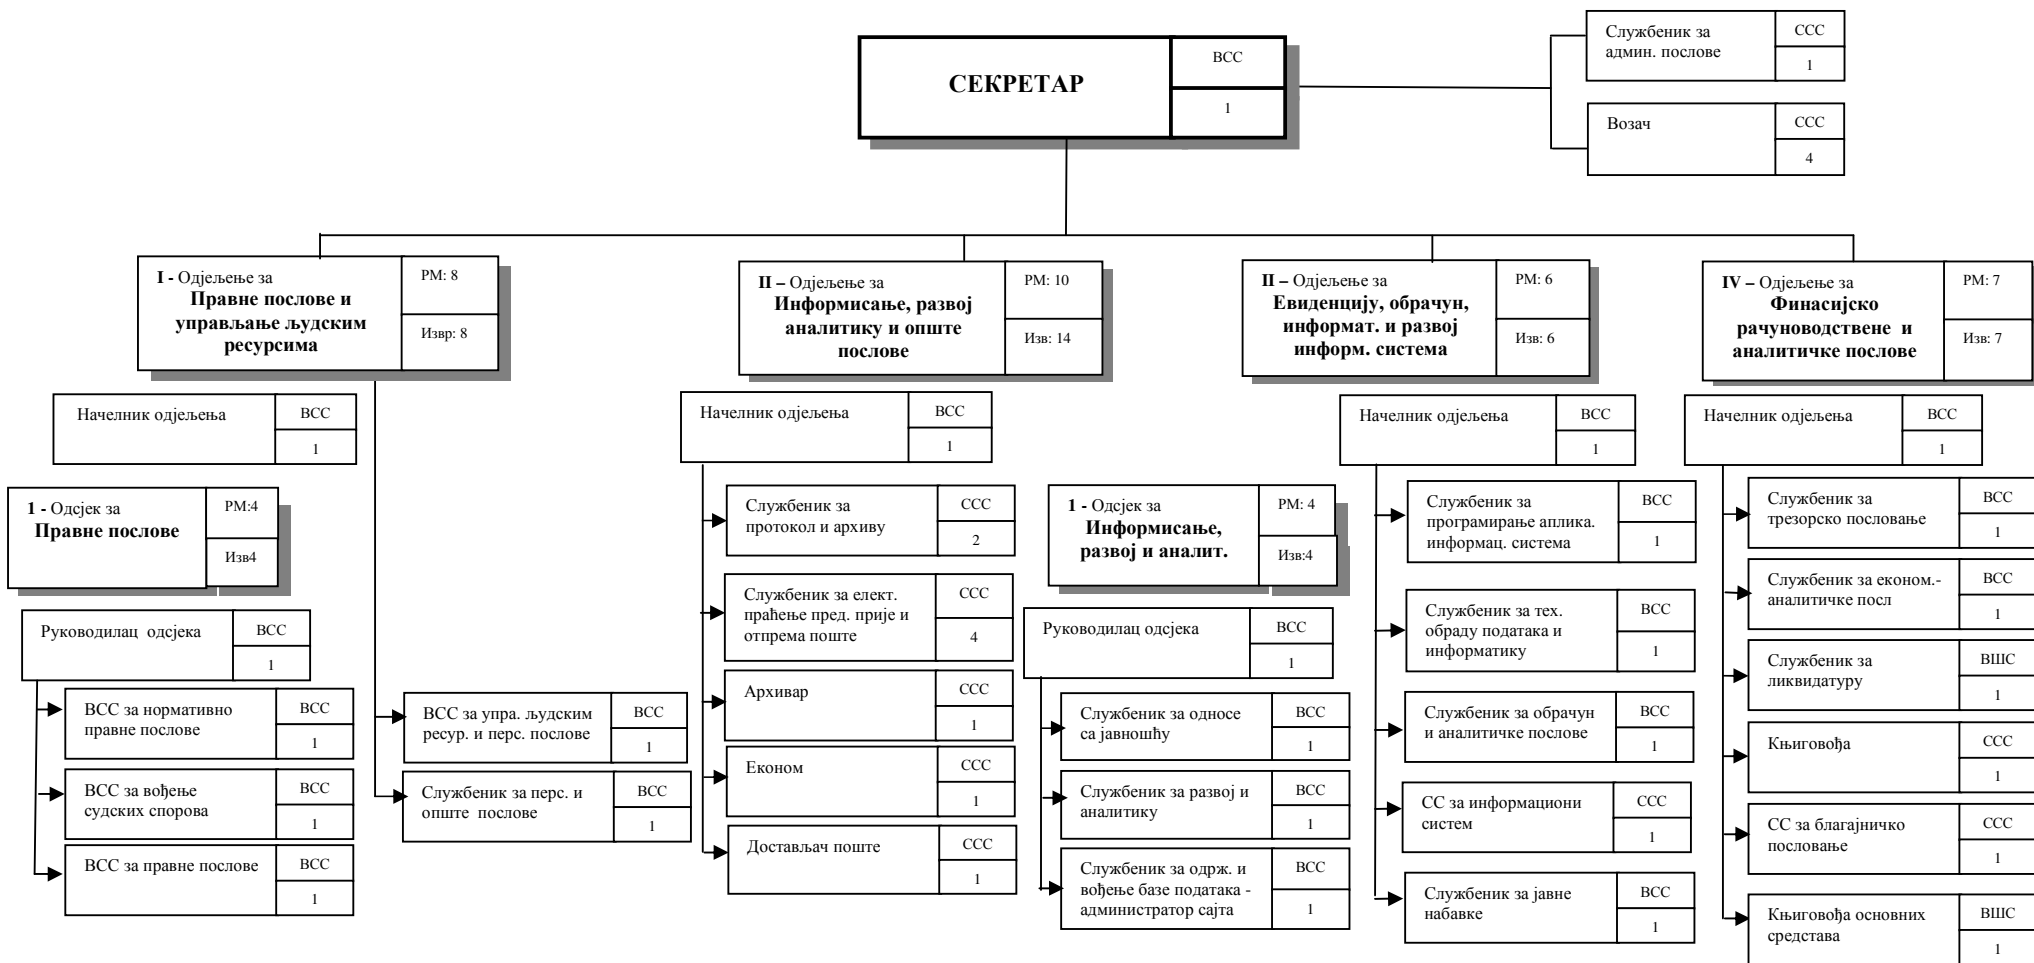 СЕКРЕТАР
ВСС
1
Службеник за
админ. послове
ССС
1
Возач
ССС
4
I - Одјељење за
Правне послове и
управљање људским
ресурсима
РМ: 8
Извр: 8
II – Одјељење за
Информисање, развој
аналитику и опште
послове
РМ: 10
Изв: 14
II – Одјељење за
Евиденцију, обрачун,
информат. и развој
информ. система
РМ: 6
Изв: 6
IV – Одјељење за
Финасијско
рачуноводствене и
аналитичке послове
РМ: 7
Изв: 7
Начелник одјељења
ВСС
1
1 - Одсјек за
Правне послове
РМ:4
Изв4
Руководилац одсјека
ВСС
1
ВСС за нормативно
правне послове
ВСС
1
ВСС за вођење
судских спорова
ВСС
1
ВСС за правне послове
ВСС
1
ВСС за упра. људским
ресур. и перс. послове
ВСС
1
Службеник за перс. и
опште послове
ВСС
1
Начелник одјељења
ВСС
1
Службеник за
протокол и архиву
ССС
2
Службеник за елект.
праћење пред. прије и
отпрема поште
ССС
4
Архивар
ССС
1
Економ
ССС
1
Достављач поште
ССС
1
1 - Одсјек за
Информисање,
развој и аналит.
РМ: 4
Изв:4
Руководилац одсјека
ВСС
1
Службеник за односе
са јавношћу
ВСС
1
Службеник за развој и
аналитику
ВСС
1
Службеник за одрж. и
вођење базе података -
администратор сајта
ВСС
1
Начелник одјељења
ВСС
1
Службеник за
програмирање аплика.
информац. система
ВСС
1
Службеник за тех.
обраду података и
информатику
ВСС
1
Службеник за обрачун
и аналитичке послове
ВСС
1
СС за информациони
систем
ССС
1
Службеник за јавне
набавке
ВСС
1
Начелник одјељења
ВСС
1
Службеник за
трезорско пословање
ВСС
1
Службеник за економ.-
аналитичке посл
ВСС
1
Службеник за
ликвидатуру
ВШС
1
Књиговођа
ССС
1
СС за благајничко
пословање
ССС
1
Књиговођа основних
средстава
ВШС
1